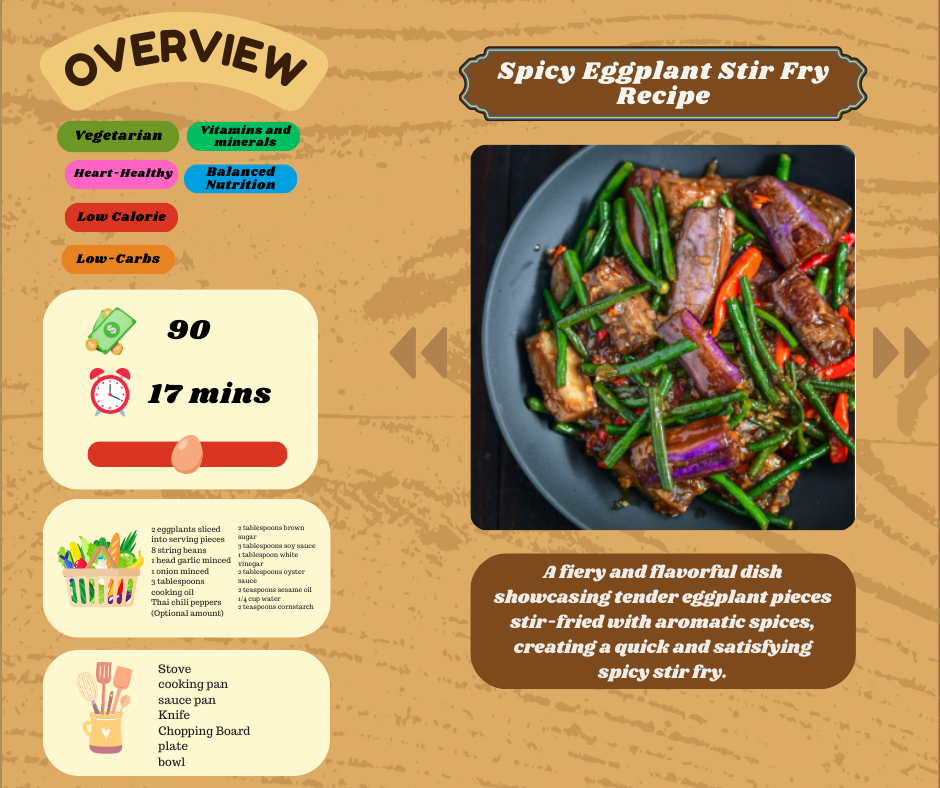 OVERVIEW
Vegetarian
Vitamins and
minerals
Heart-Healthy
Balanced
Nutrition
Low Calorie
Low-Carbs
90
17 mins
2 eggplants sliced
into serving pieces
8 string beans
1 head garlic minced
1 onion minced
3 tablespoons
cooking oil
Thai chili peppers
(Optional amount)
2 tablespoons brown
sugar
3 tablespoons soy sauce
1 tablespoon white
vinegar
2 tablespoons oyster
sauce
2 teaspoons sesame oil
1/4 cup water
2 teaspoons cornstarch
Stove
cooking pan
sauce pan
Knife
Chopping Board
plate
bowl
Spicy Eggplant Stir Fry
Recipe
A fiery and flavorful dish
showcasing tender eggplant pieces
stir-fried with aromatic spices,
creating a quick and satisfying
spicy stir fry.